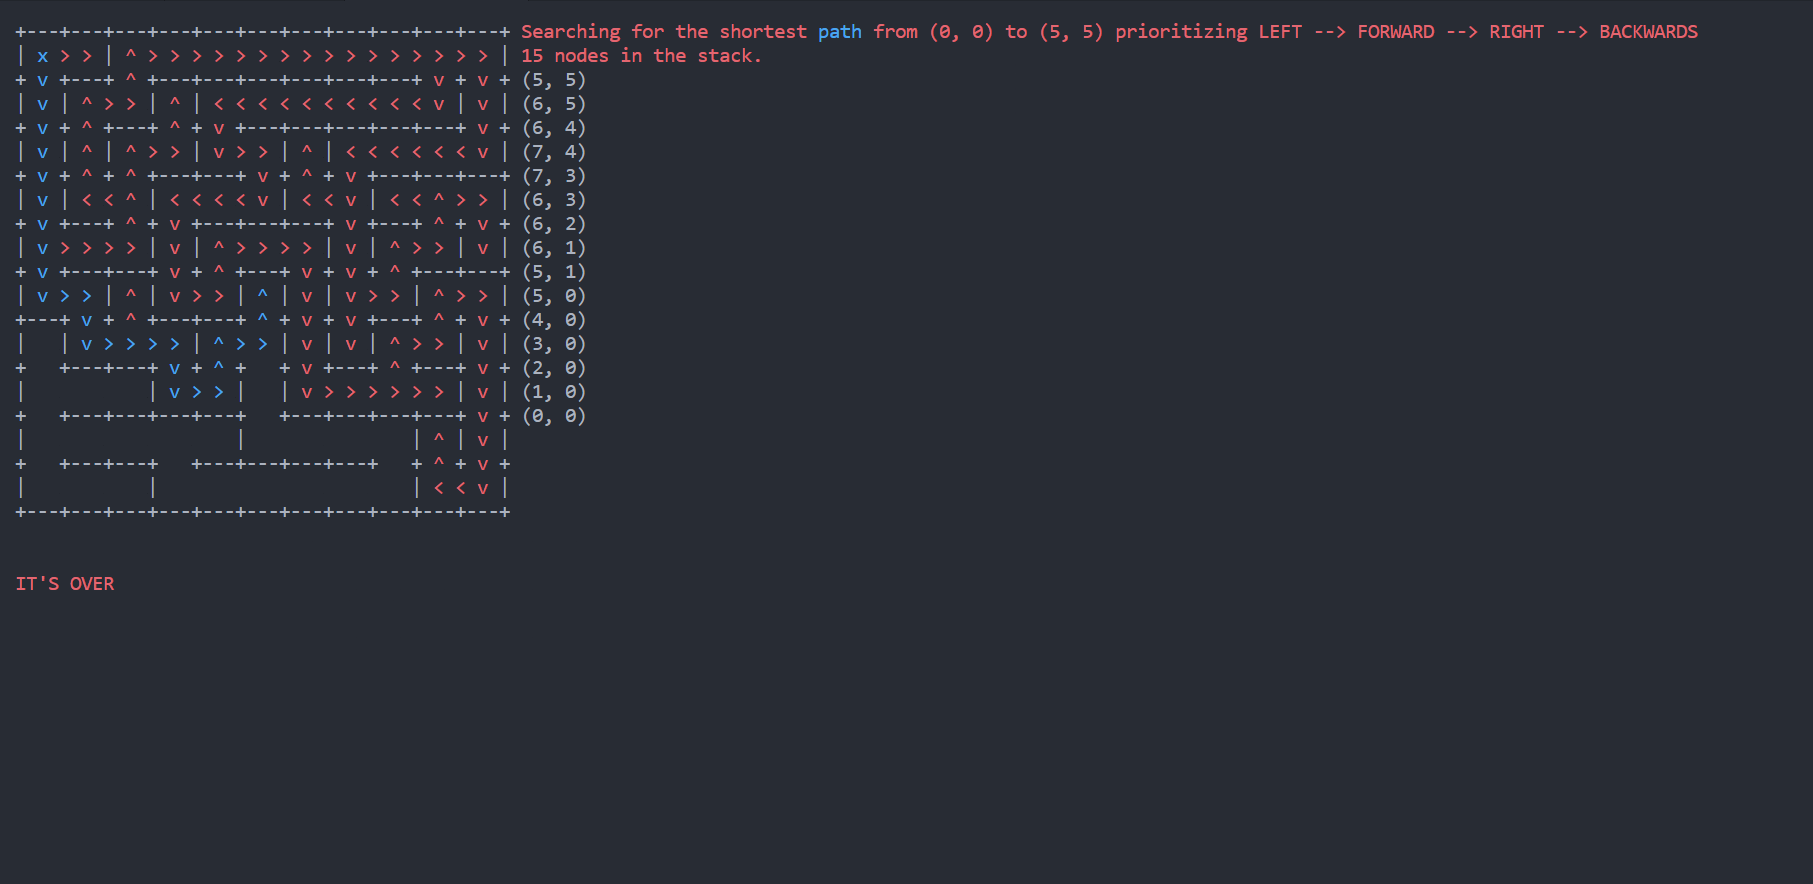 +---+---+---+---+---+---+---+---+---+---+---+ Searching for the shortest path from (0, 0) to (5, 5) prioritizing LEFT --> FORWARD --> RIGHT --> BACKWARDS
| x > > | ^ > > > > > > > > > > > > > > > > | 15 nodes in the stack.
+ v +---+ ^ +---+---+---+---+---+---+ v + v + (5, 5)
| v | ^ > > | ^ | < < < < < < < < < < v | v | (6, 5)
+ v + ^ +---+ ^ + v +---+---+---+---+---+ v + (6, 4)
| v | ^ | ^ > > | v > > | ^ | < < < < < < v | (7, 4)
+ v + ^ + ^ +---+---+ v + ^ + v +---+---+---+ (7, 3)
| v | < < ^ | < < < < v | < < v | < < ^ > > | (6, 3)
+ v +---+ ^ + v +---+---+---+ v +---+ ^ + v + (6, 2)
| v > > > > | v | ^ > > > > | v | ^ > > | v | (6, 1)
+ v +---+---+ v + ^ +---+ v + v + ^ +---+---+ (5, 1)
| v > > | ^ | v > > | ^ | v | v > > | ^ > > | (5, 0)
+---+ v + ^ +---+---+ ^ + v + v +---+ ^ + v + (4, 0)
|   | v > > > > | ^ > > | v | v | ^ > > | v | (3, 0)
+   +---+---+ v + ^ +   + v +---+ ^ +---+ v + (2, 0)
|           | v > > |   | v > > > > > > | v | (1, 0)
+   +---+---+---+---+   +---+---+---+---+ v + (0, 0)
|                   |               | ^ | v |
+   +---+---+   +---+---+---+---+   + ^ + v +
|           |                       | < < v |
+---+---+---+---+---+---+---+---+---+---+---+
IT'S OVER